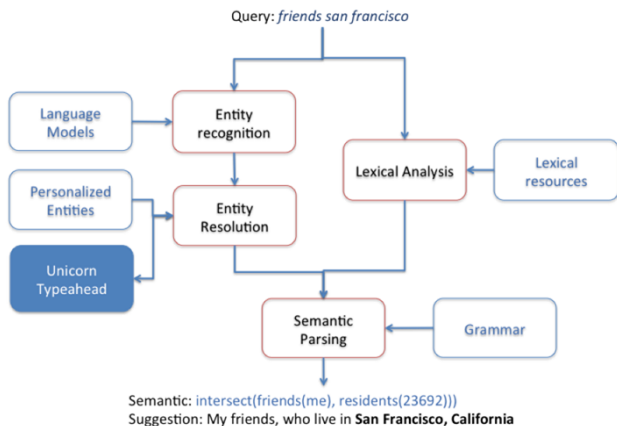 Query: friends san francisco
Language
Models
Entity
recognition
Lexical Analysis
Lexical
resources
Personalized
Entities
Entity
Resolution
Unicorn
Typeahead
Semantic
Parsing
Grammar
Semantic: intersect(friends(me), residents(23692)))
Suggestion: My friends, who live in San Francisco, California